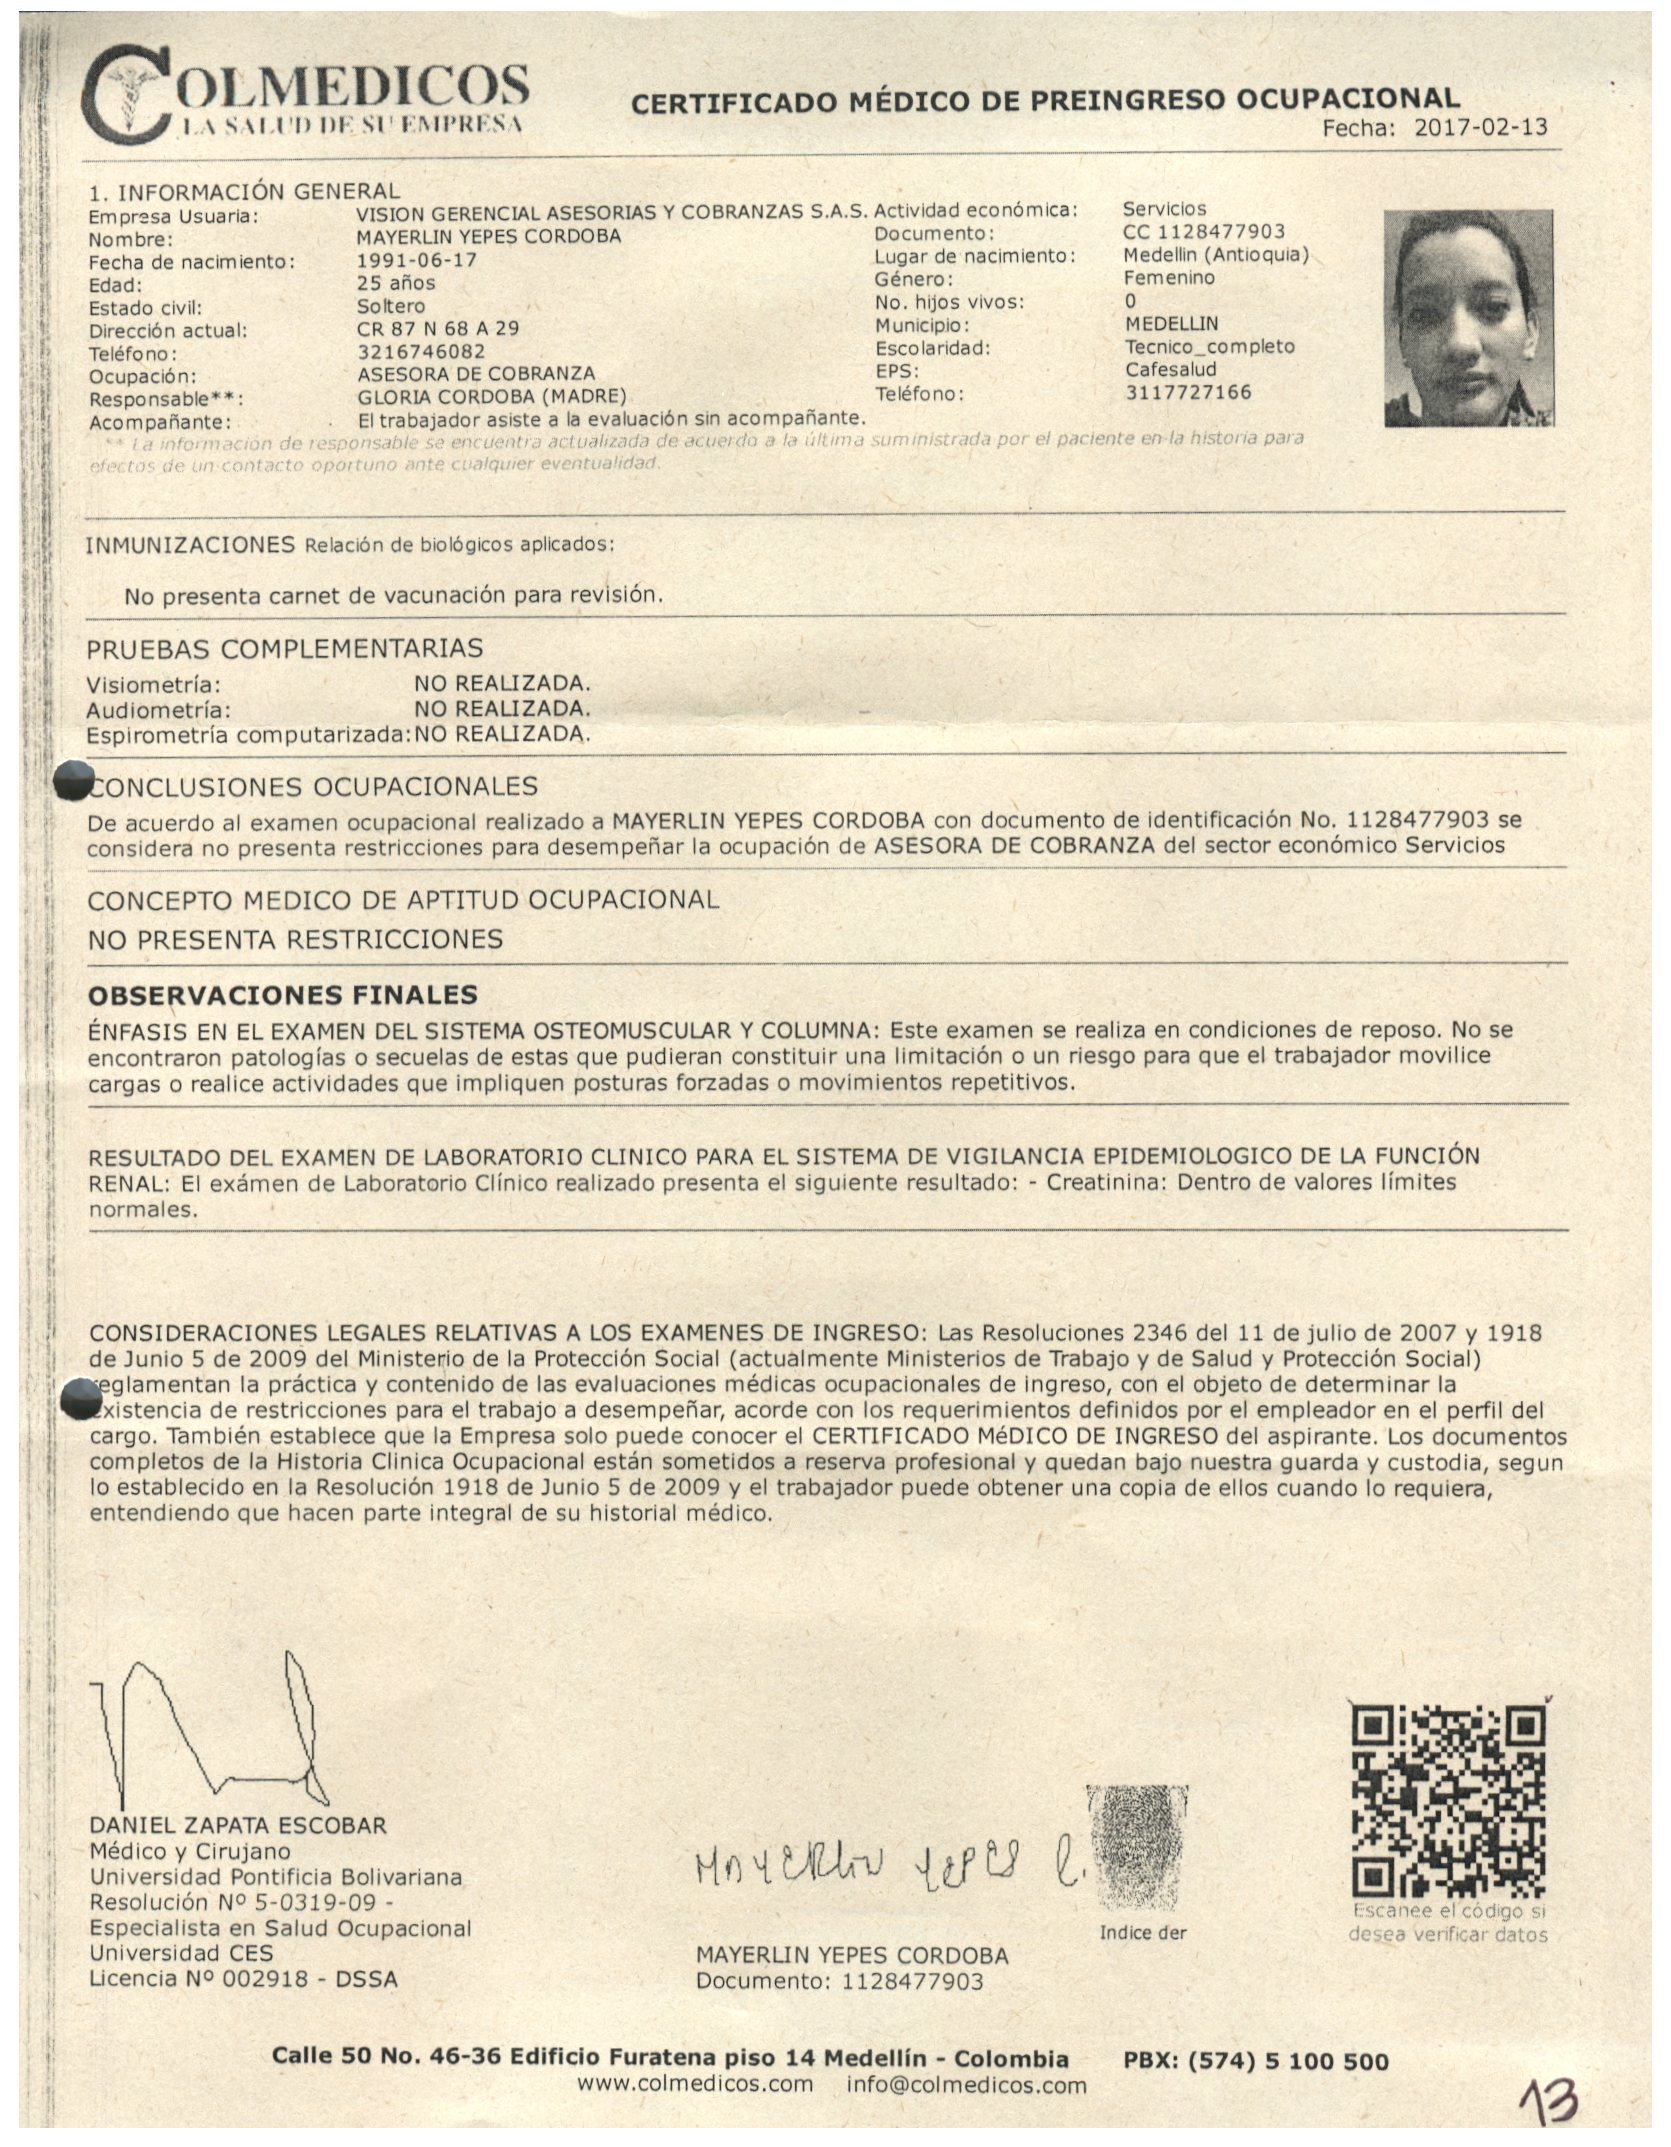 COLMEDICOS
LA SALUD DE SU EMPRESA
CERTIFICADO MÉDICO DE PREINGRESO OCUPACIONAL
Fecha: 2017-02-13
1. INFORMACIÓN GENERAL
Empresa Usuaria: VISION GERENCIAL ASESORIAS Y COBRANZAS S.A.S. Actividad económica: Servicios
Nombre: MAYERLIN YEPES CORDOBA Documento: CC 1128477903
Fecha de nacimiento: 1991-06-17 Lugar de nacimiento: Medellin (Antioquia)
Edad: 25 años Género: Femenino
Estado civil: Soltero No. hijos vivos: 0
Dirección actual: CR 87 N 68 A 29 Municipio: MEDELLIN
Teléfono: 3216746082 Escolaridad: Tecnico_completo
Ocupación: ASESORA DE COBRANZA EPS: Cafesalud
Responsable**: GLORIA CORDOBA (MADRE) Teléfono: 3117727166
Acompañante: El trabajador asiste a la evaluación sin acompañante.
** La información de responsable se encuentra actualizada de acuerdo a la última suministrada por el paciente en la historia para
efectos de un contacto oportuno ante cualquier eventualidad.
INMUNIZACIONES Relación de biológicos aplicados:
No presenta carnet de vacunación para revisión.
PRUEBAS COMPLEMENTARIAS
Visiometría: NO REALIZADA.
Audiometría: NO REALIZADA.
Espirometría computarizada: NO REALIZADA.
CONCLUSIONES OCUPACIONALES
De acuerdo al examen ocupacional realizado a MAYERLIN YEPES CORDOBA con documento de identificación No. 1128477903 se
considera no presenta restricciones para desempeñar la ocupación de ASESORA DE COBRANZA del sector económico Servicios
CONCEPTO MEDICO DE APTITUD OCUPACIONAL
NO PRESENTA RESTRICCIONES
OBSERVACIONES FINALES
ÉNFASIS EN EL EXAMEN DEL SISTEMA OSTEOMUSCULAR Y COLUMNA: Este examen se realiza en condiciones de reposo. No se
encontraron patologías o secuelas de estas que pudieran constituir una limitación o un riesgo para que el trabajador movilice
cargas o realice actividades que impliquen posturas forzadas o movimientos repetitivos.
RESULTADO DEL EXAMEN DE LABORATORIO CLINICO PARA EL SISTEMA DE VIGILANCIA EPIDEMIOLOGICO DE LA FUNCIÓN
RENAL: El exámen de Laboratorio Clínico realizado presenta el siguiente resultado: - Creatinina: Dentro de valores límites
normales.
CONSIDERACIONES LEGALES RELATIVAS A LOS EXAMENES DE INGRESO: Las Resoluciones 2346 del 11 de julio de 2007 y 1918
de Junio 5 de 2009 del Ministerio de la Protección Social (actualmente Ministerios de Trabajo y de Salud y Protección Social)
reglamentan la práctica y contenido de las evaluaciones médicas ocupacionales de ingreso, con el objeto de determinar la
existencia de restricciones para el trabajo a desempeñar, acorde con los requerimientos definidos por el empleador en el perfil del
cargo. También establece que la Empresa solo puede conocer el CERTIFICADO MéDICO DE INGRESO del aspirante. Los documentos
completos de la Historia Clinica Ocupacional están sometidos a reserva profesional y quedan bajo nuestra guarda y custodia, segun
lo establecido en la Resolución 1918 de Junio 5 de 2009 y el trabajador puede obtener una copia de ellos cuando lo requiera,
entendiendo que hacen parte integral de su historial médico.
DANIEL ZAPATA ESCOBAR
Médico y Cirujano
Universidad Pontificia Bolivariana
Resolución Nº 5-0319-09 -
Especialista en Salud Ocupacional
Universidad CES
Licencia Nº 002918 - DSSA
MAYERLIN YEPES C.
Indice der
MAYERLIN YEPES CORDOBA
Documento: 1128477903
Escanee el código si
desea verificar datos
Calle 50 No. 46-36 Edificio Furatena piso 14 Medellín - Colombia PBX: (574) 5 100 500
www.colmedicos.com info@colmedicos.com
13